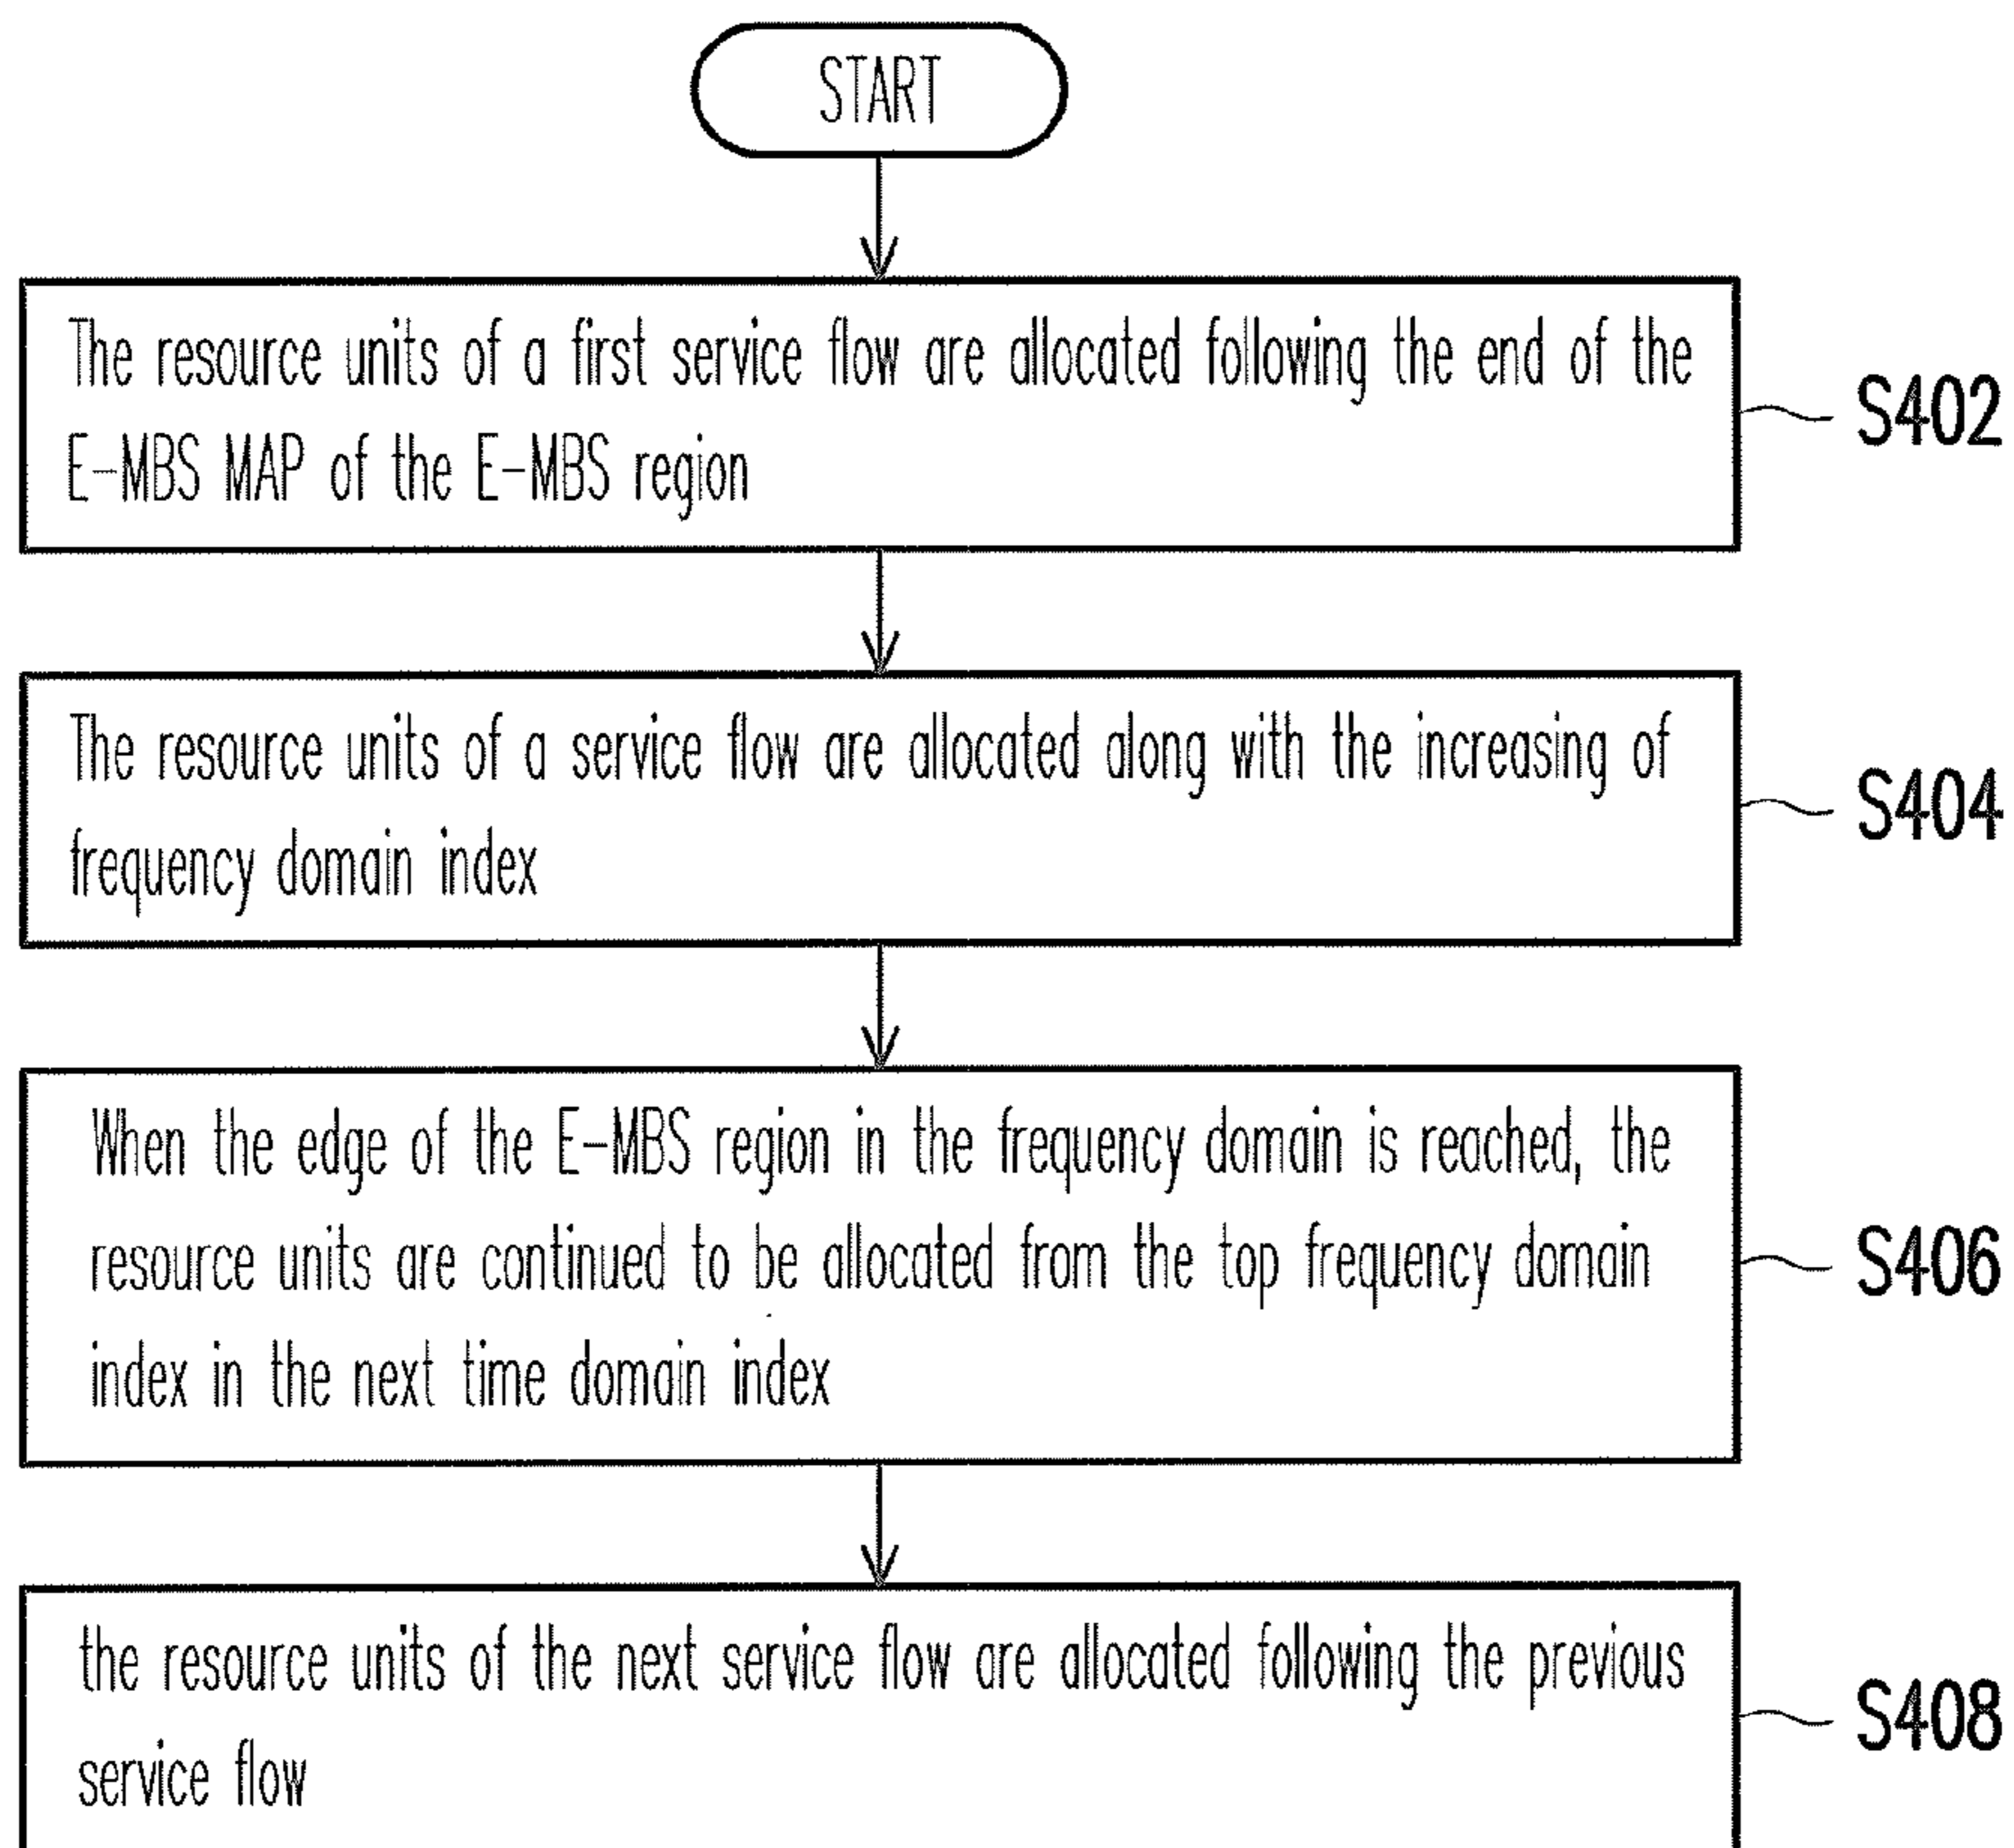 START
The resource units of a first service flow are allocated following the end of the
E-MBS MAP of the E-MBS region
S402
The resource units of a service flow are allocated along with the increasing of
frequency domain index
S404
When the edge of the E-MBS region in the frequency domain is reached, the
resource units are continued to be allocated from the top frequency domain
index in the next time domain index
S406
the resource units of the next service flow are allocated following the previous
service flow
S408